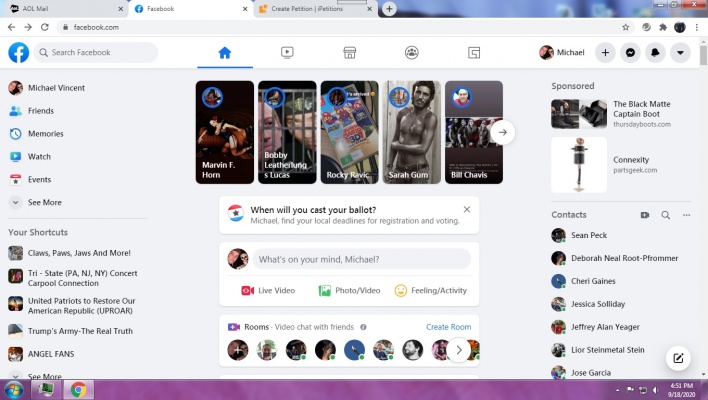 AOL Mail
Facebook
Create Petition | iPetitions
facebook.com
Search Facebook
Michael
Michael Vincent
Friends
Memories
Watch
Events
See More
Your Shortcuts
Claws, Paws, Jaws And More!
Tri - State (PA, NJ, NY) Concert
Carpool Connection
United Patriots to Restore Our
American Republic (UPROAR)
Trump's Army-The Real Truth
ANGEL FANS
See More
Marvin F.
Horn
Bobby
Leatherlung
s Lucas
Rocky Ravic
Sarah Gum
Bill Chavis
When will you cast your ballot?
Michael, find your local deadlines for registration and voting.
What's on your mind, Michael?
Live Video
Photo/Video
Feeling/Activity
Rooms · Video chat with friends
Create Room
Sponsored
The Black Matte
Captain Boot
thursdayboots.com
Connexity
partsgeek.com
Contacts
Sean Peck
Deborah Neal Root-Pfrommer
Cheri Gaines
Jessica Solliday
Jeffrey Alan Yeager
Lior Steinmetal Stein
Jose Garcia
4:51 PM
9/18/2020